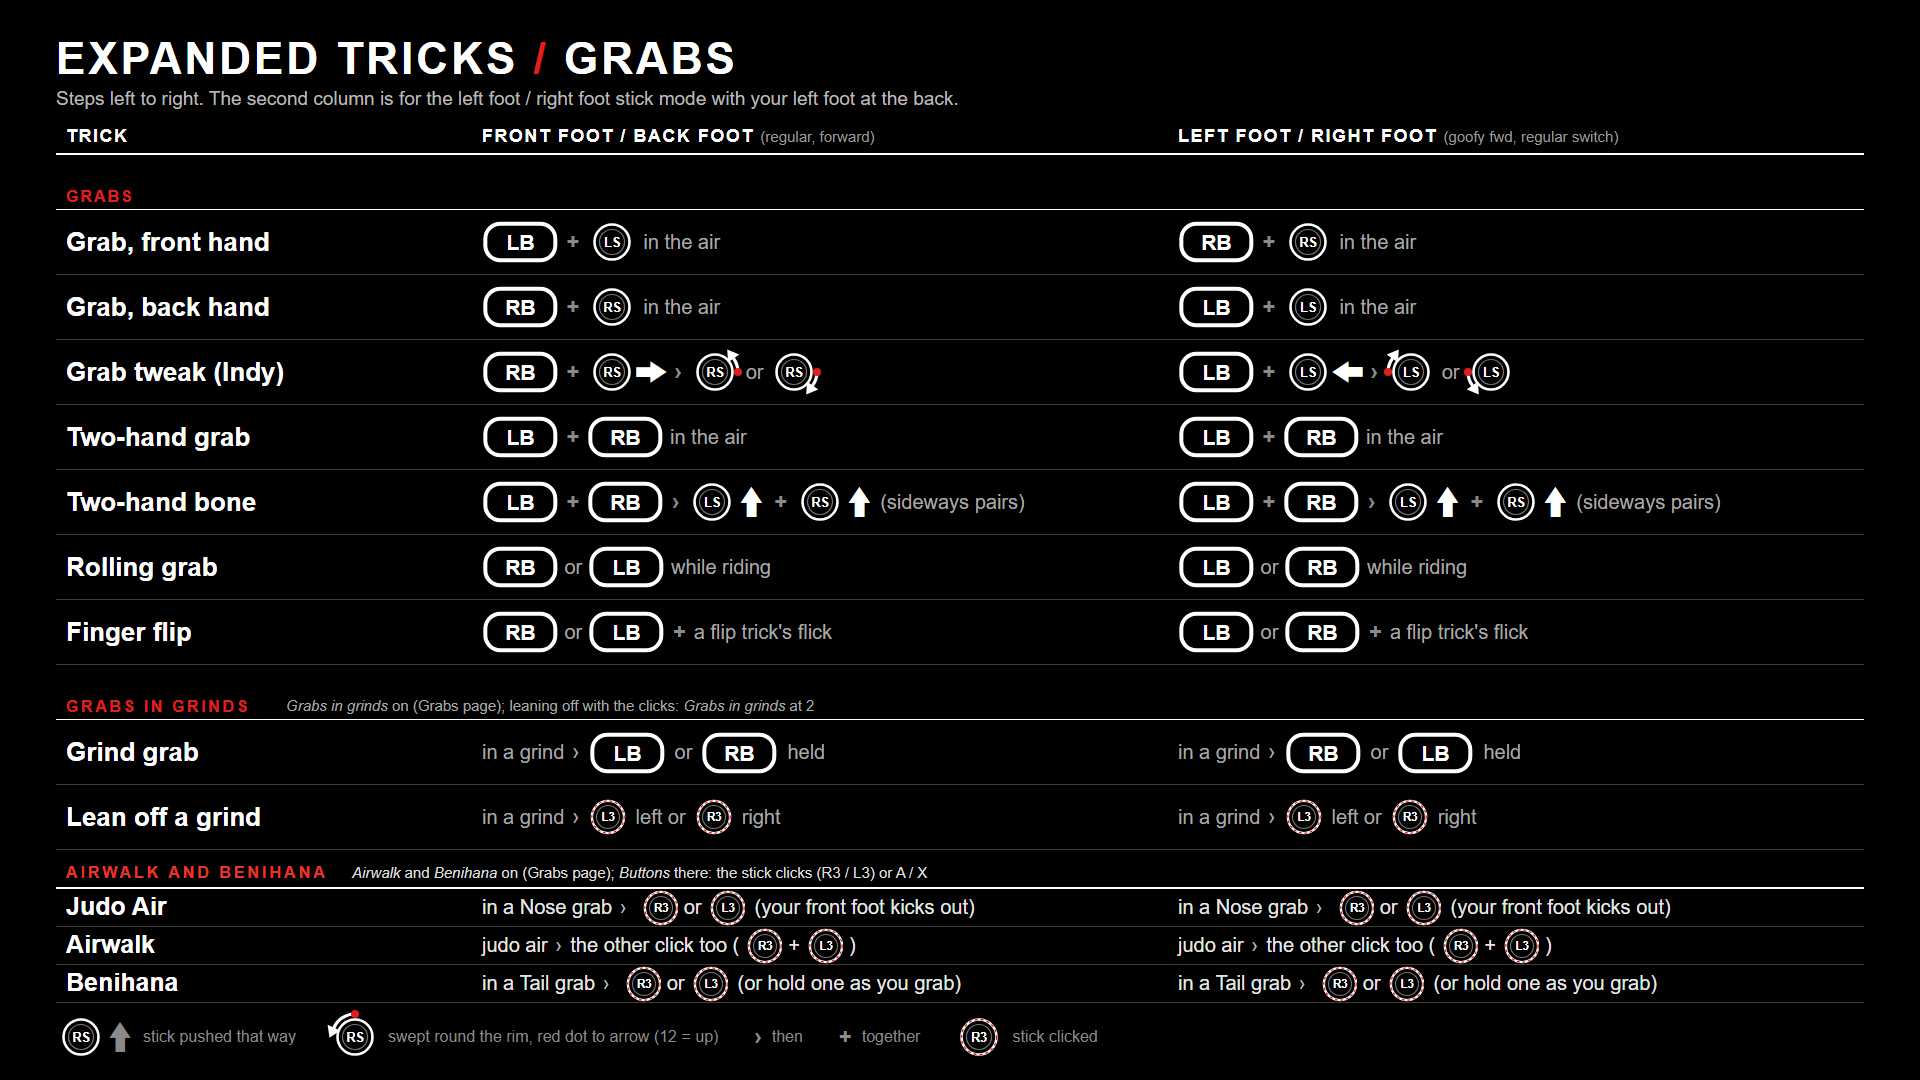 EXPANDED TRICKS / GRABS
Steps left to right. The second column is for the left foot / right foot stick mode with your left foot at the back.
TRICK FRONT FOOT / BACK FOOT (regular, forward) LEFT FOOT / RIGHT FOOT (goofy fwd, regular switch)
GRABS
Grab, front hand LB + LS in the air RB + RS in the air
Grab, back hand RB + RS in the air LB + LS in the air
Grab tweak (Indy) RB + RS › RS or RS LB + LS › LS or LS
Two-hand grab LB + RB in the air LB + RB in the air
Two-hand bone LB + RB › LS + RS (sideways pairs) LB + RB › LS + RS (sideways pairs)
Rolling grab RB or LB while riding LB or RB while riding
Finger flip RB or LB + a flip trick's flick LB or RB + a flip trick's flick
GRABS IN GRINDS Grabs in grinds on (Grabs page); leaning off with the clicks: Grabs in grinds at 2
Grind grab in a grind › LB or RB held in a grind › RB or LB held
Lean off a grind in a grind › L3 left or R3 right in a grind › L3 left or R3 right
AIRWALK AND BENIHANA Airwalk and Benihana on (Grabs page); Buttons there: the stick clicks (R3 / L3) or A / X
Judo Air in a Nose grab › R3 or L3 (your front foot kicks out) in a Nose grab › R3 or L3 (your front foot kicks out)
Airwalk judo air › the other click too ( R3 + L3 ) judo air › the other click too ( R3 + L3 )
Benihana in a Tail grab › R3 or L3 (or hold one as you grab) in a Tail grab › R3 or L3 (or hold one as you grab)
RS stick pushed that way RS swept round the rim, red dot to arrow (12 = up) › then + together R3 stick clicked